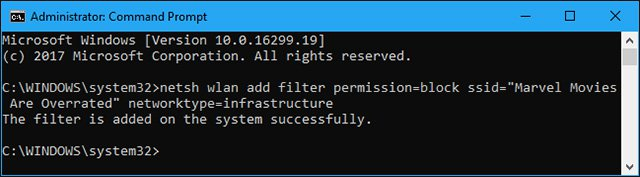 Administrator: Command Prompt
Microsoft Windows [Version 10.0.16299.19]
(c) 2017 Microsoft Corporation. All rights reserved.
C:\WINDOWS\system32>netsh wlan add filter permission=block ssid="Marvel Movies
Are Overrated" networktype=infrastructure
The filter is added on the system successfully.
C:\WINDOWS\system32>